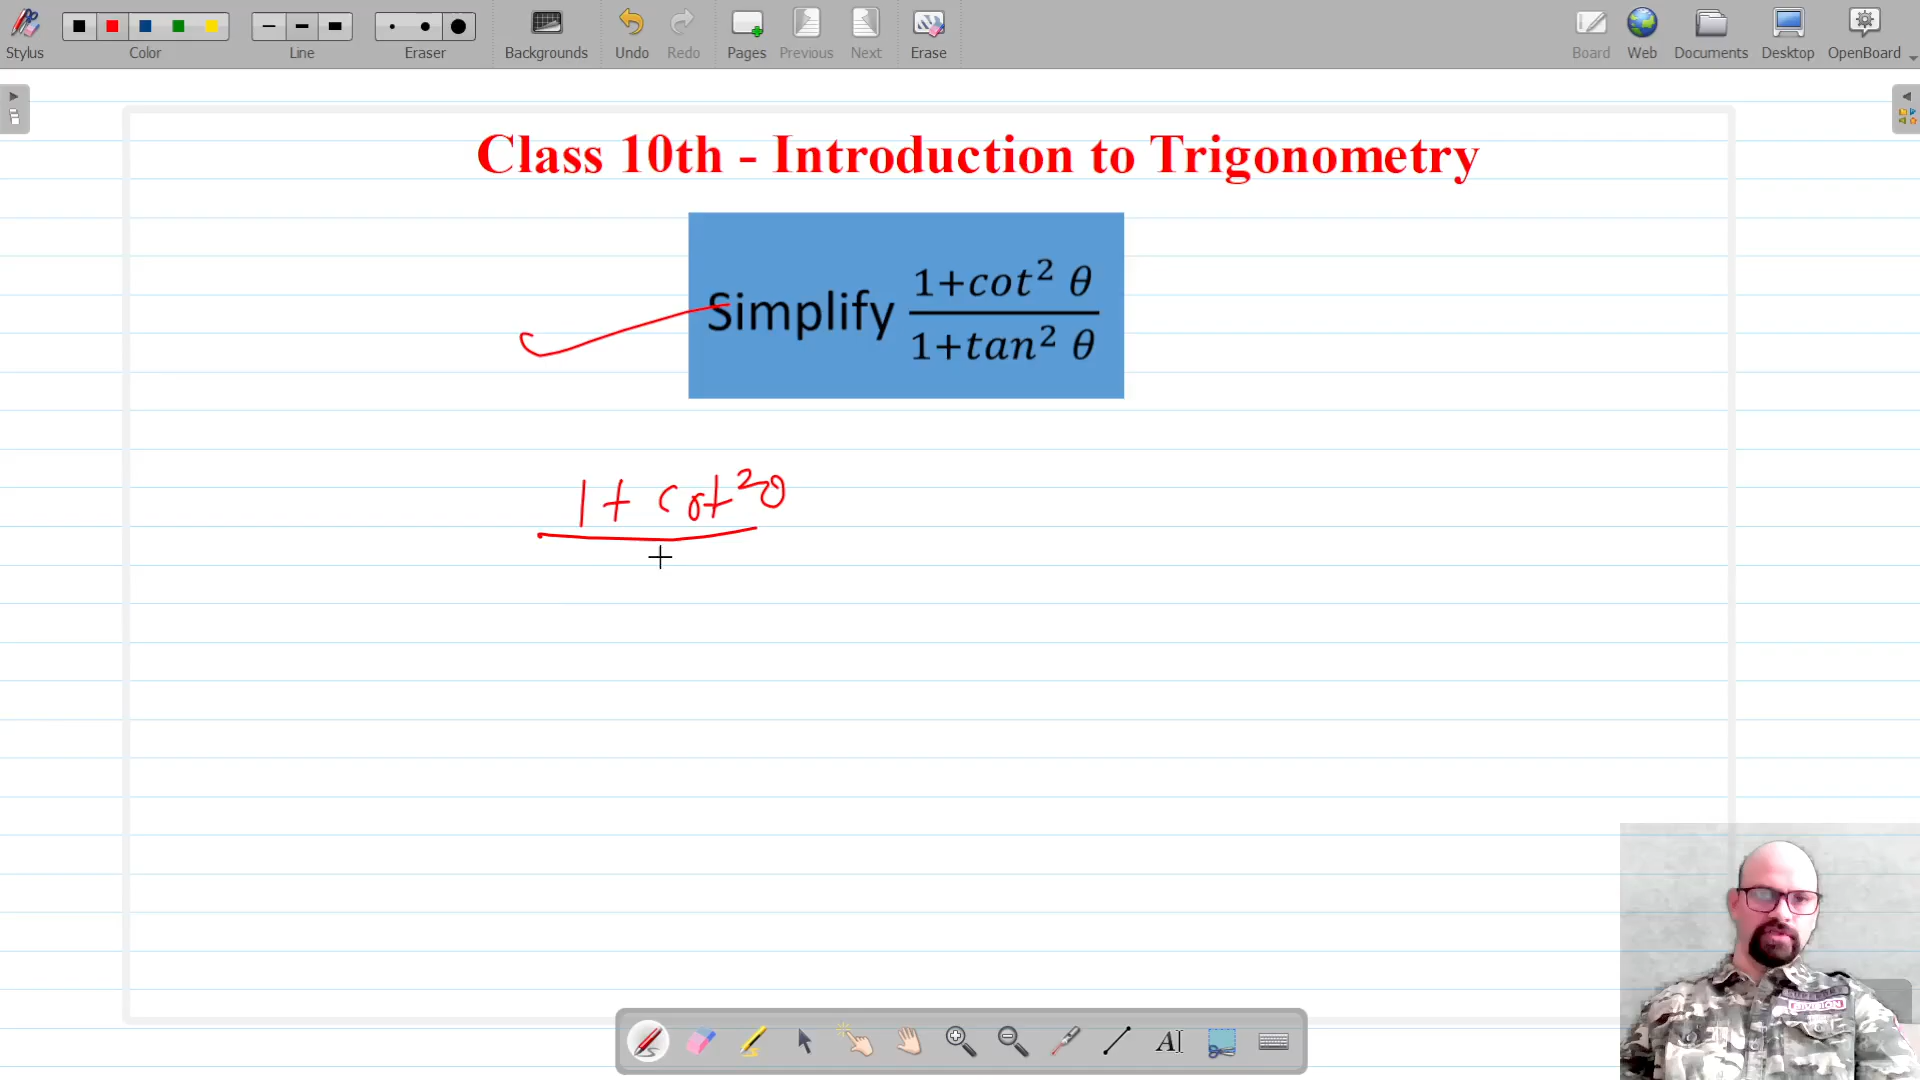 Stylus Color Line Eraser Backgrounds Undo Redo Pages Previous Next Erase Board Web Documents Desktop OpenBoard
Class 10th - Introduction to Trigonometry
Simplify
1+cot² θ
1+tan² θ
1+ cot²θ
DIVISION